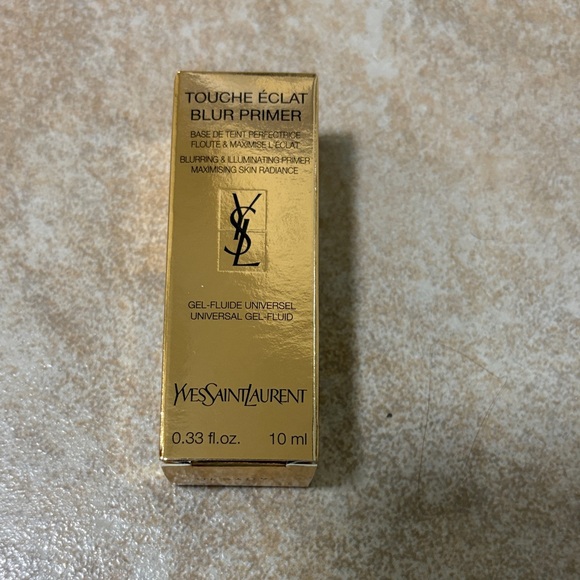 TOUCHE ÉCLAT
BLUR PRIMER
BASE DE TEINT PERFECTRICE
FLOUTE & MAXIMISE L'ÉCLAT
BLURRING & ILLUMINATING PRIMER
MAXIMISING SKIN RADIANCE
YSL
GEL-FLUIDE UNIVERSEL
UNIVERSAL GEL-FLUID
YVESSAINTLAURENT
0.33 fl.oz. 10 ml